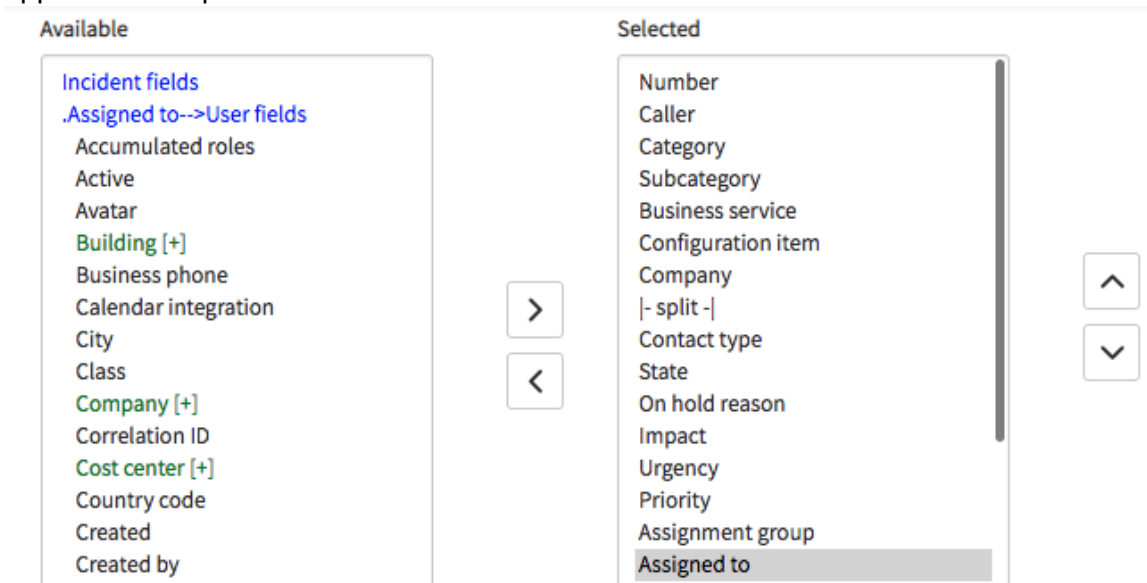 Available
Incident fields
.Assigned to-->User fields
Accumulated roles
Active
Avatar
Building [+]
Business phone
Calendar integration
City
Class
Company [+]
Correlation ID
Cost center [+]
Country code
Created
Created by
Selected
Number
Caller
Category
Subcategory
Business service
Configuration item
Company
|- split -|
Contact type
State
On hold reason
Impact
Urgency
Priority
Assignment group
Assigned to